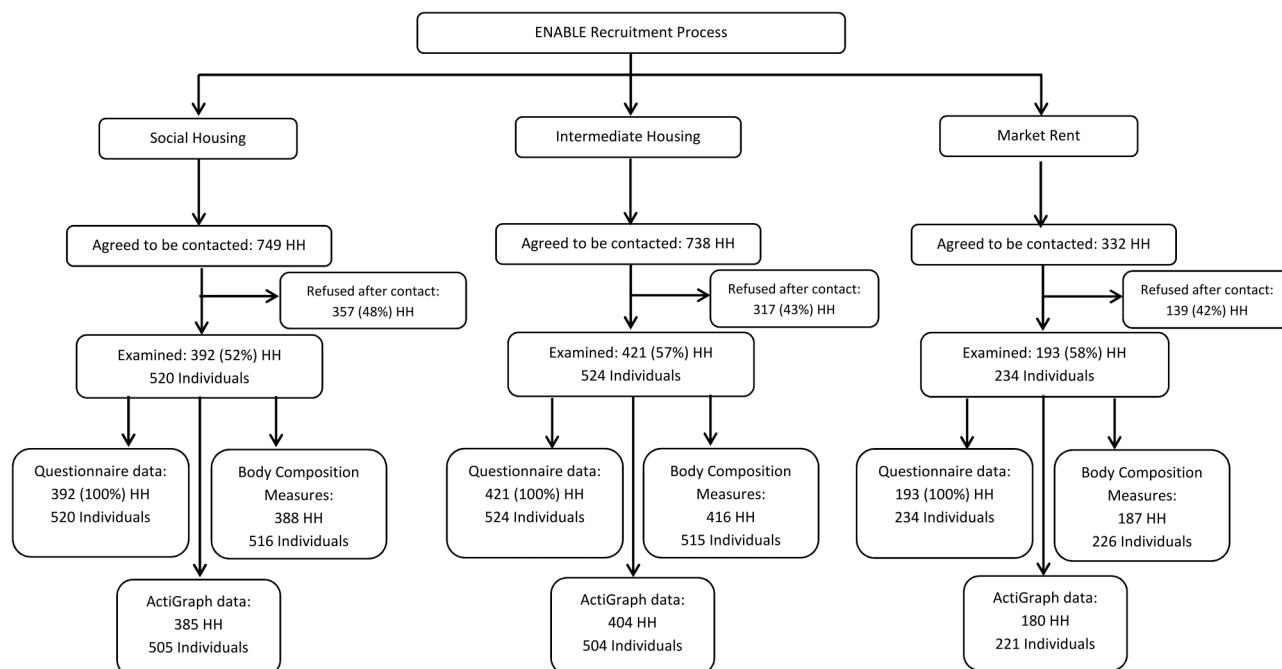 ENABLE Recruitment Process
Social Housing
Intermediate Housing
Market Rent
Agreed to be contacted: 749 HH
Agreed to be contacted: 738 HH
Agreed to be contacted: 332 HH
Refused after contact:
357 (48%) HH
Refused after contact:
317 (43%) HH
Refused after contact:
139 (42%) HH
Examined: 392 (52%) HH
520 Individuals
Examined: 421 (57%) HH
524 Individuals
Examined: 193 (58%) HH
234 Individuals
Questionnaire data:
392 (100%) HH
520 Individuals
Body Composition
Measures:
388 HH
516 Individuals
Questionnaire data:
421 (100%) HH
524 Individuals
Body Composition
Measures:
416 HH
515 Individuals
Questionnaire data:
193 (100%) HH
234 Individuals
Body Composition
Measures:
187 HH
226 Individuals
ActiGraph data:
385 HH
505 Individuals
ActiGraph data:
404 HH
504 Individuals
ActiGraph data:
180 HH
221 Individuals